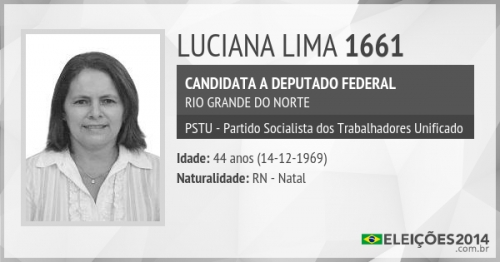 LUCIANA LIMA 1661
CANDIDATA A DEPUTADO FEDERAL
RIO GRANDE DO NORTE
PSTU - Partido Socialista dos Trabalhadores Unificado
Idade: 44 anos (14-12-1969)
Naturalidade: RN - Natal
ELEIÇÕES2014
.com.br